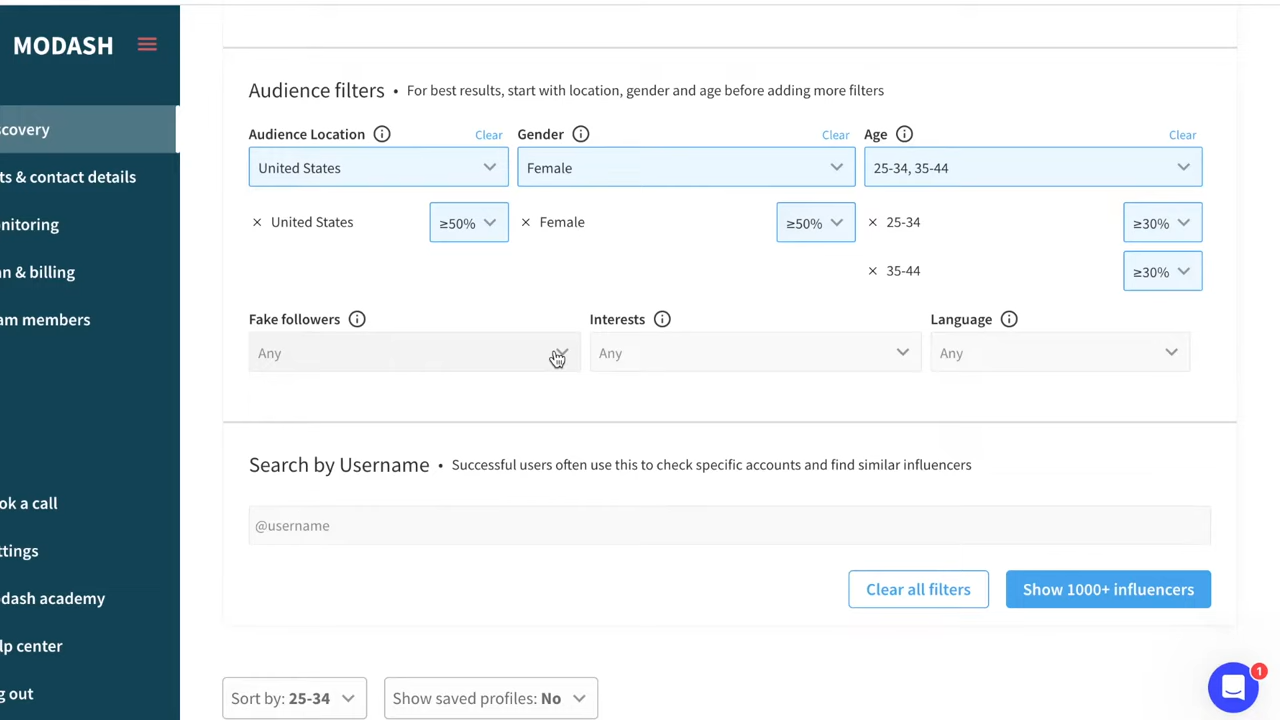 MODASH
covery
ts & contact details
nitoring
n & billing
am members
ok a call
ttings
dash academy
lp center
g out
Audience filters • For best results, start with location, gender and age before adding more filters
Audience Location Clear Gender Clear Age Clear
United States Female 25-34, 35-44
× United States ≥50% × Female ≥50% × 25-34 ≥30%
× 35-44 ≥30%
Fake followers Interests Language
Any Any Any
Search by Username • Successful users often use this to check specific accounts and find similar influencers
@username
Clear all filters Show 1000+ influencers
Sort by: 25-34 Show saved profiles: No
1